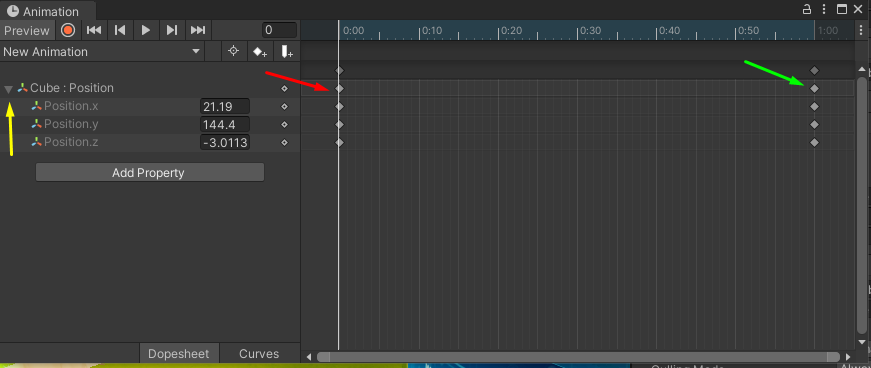 Animation
Preview 0 0:00 0:10 0:20 0:30 0:40 0:50 1:00
New Animation
Cube : Position
Position.x 21.19
Position.y 144.4
Position.z -3.0113
Add Property
Dopesheet Curves